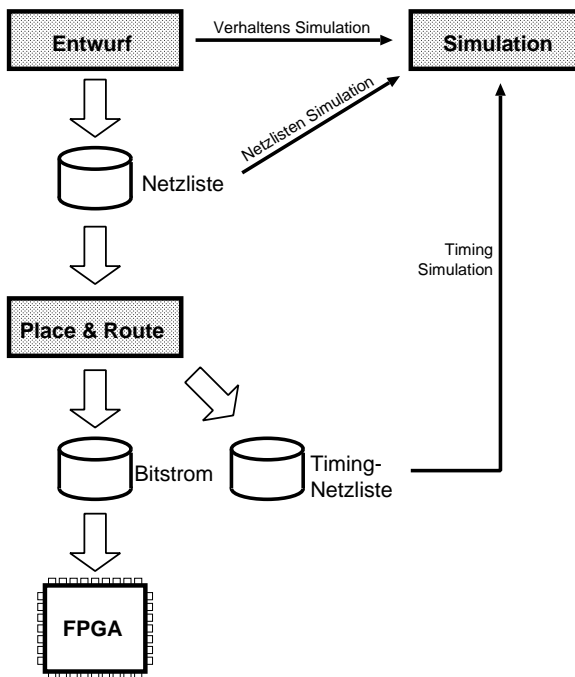 Entwurf
Verhaltens Simulation
Simulation
Netzlisten Simulation
Netzliste
Timing
Simulation
Place & Route
Bitstrom
Timing-
Netzliste
FPGA